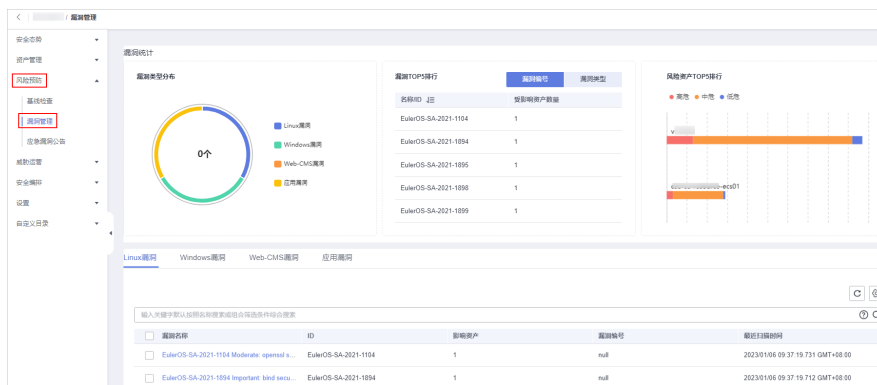 / 漏洞管理
安全态势
资产管理
风险预防
基线检查
漏洞管理
应急漏洞公告
威胁运营
安全编排
设置
自定义目录
漏洞统计
漏洞类型分布
0个
Linux漏洞
Windows漏洞
Web-CMS漏洞
应用漏洞
漏洞TOP5排行
漏洞编号 漏洞类型
名称/ID 受影响资产数量
EulerOS-SA-2021-1104 1
EulerOS-SA-2021-1894 1
EulerOS-SA-2021-1895 1
EulerOS-SA-2021-1898 1
EulerOS-SA-2021-1899 1
风险资产TOP5排行
高危 中危 低危
v
-ecs01
Linux漏洞 Windows漏洞 Web-CMS漏洞 应用漏洞
输入关键字默认按照名称搜索或组合筛选条件综合搜索
漏洞名称 ID 影响资产 漏洞编号 最近扫描时间
EulerOS-SA-2021-1104 Moderate: openssl s... EulerOS-SA-2021-1104 1 null 2023/01/06 09:37:19.731 GMT+08:00
EulerOS-SA-2021-1894 Important: bind secu... EulerOS-SA-2021-1894 1 null 2023/01/06 09:37:19.712 GMT+08:00